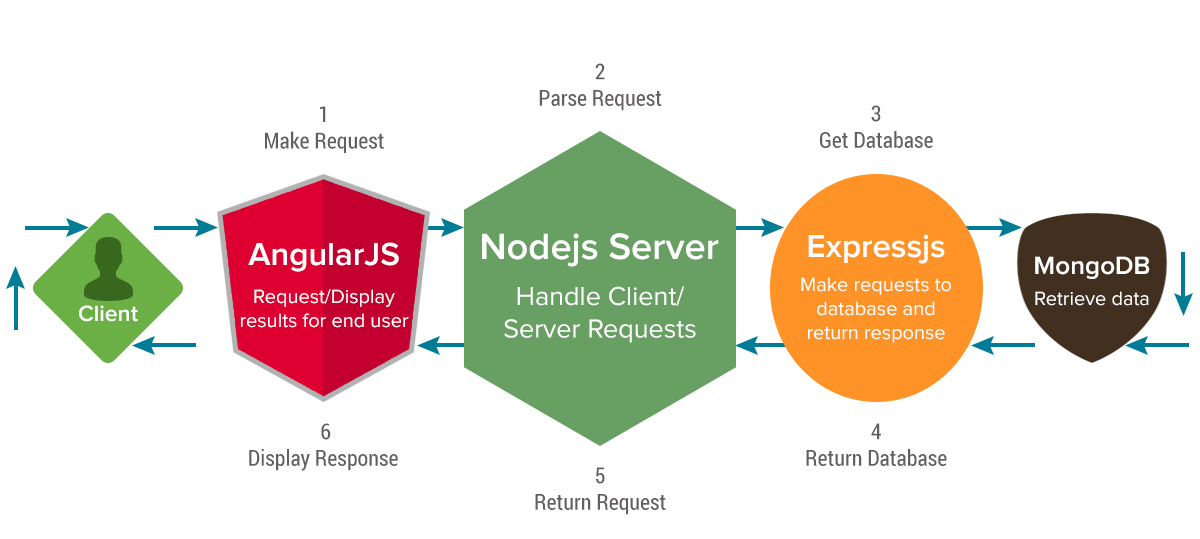 2
Parse Request
1
Make Request
3
Get Database
Client
AngularJS
Request/Display
results for end user
Nodejs Server
Handle Client/
Server Requests
Expressjs
Make requests to
database and
return response
MongoDB
Retrieve data
6
Display Response
5
Return Request
4
Return Database